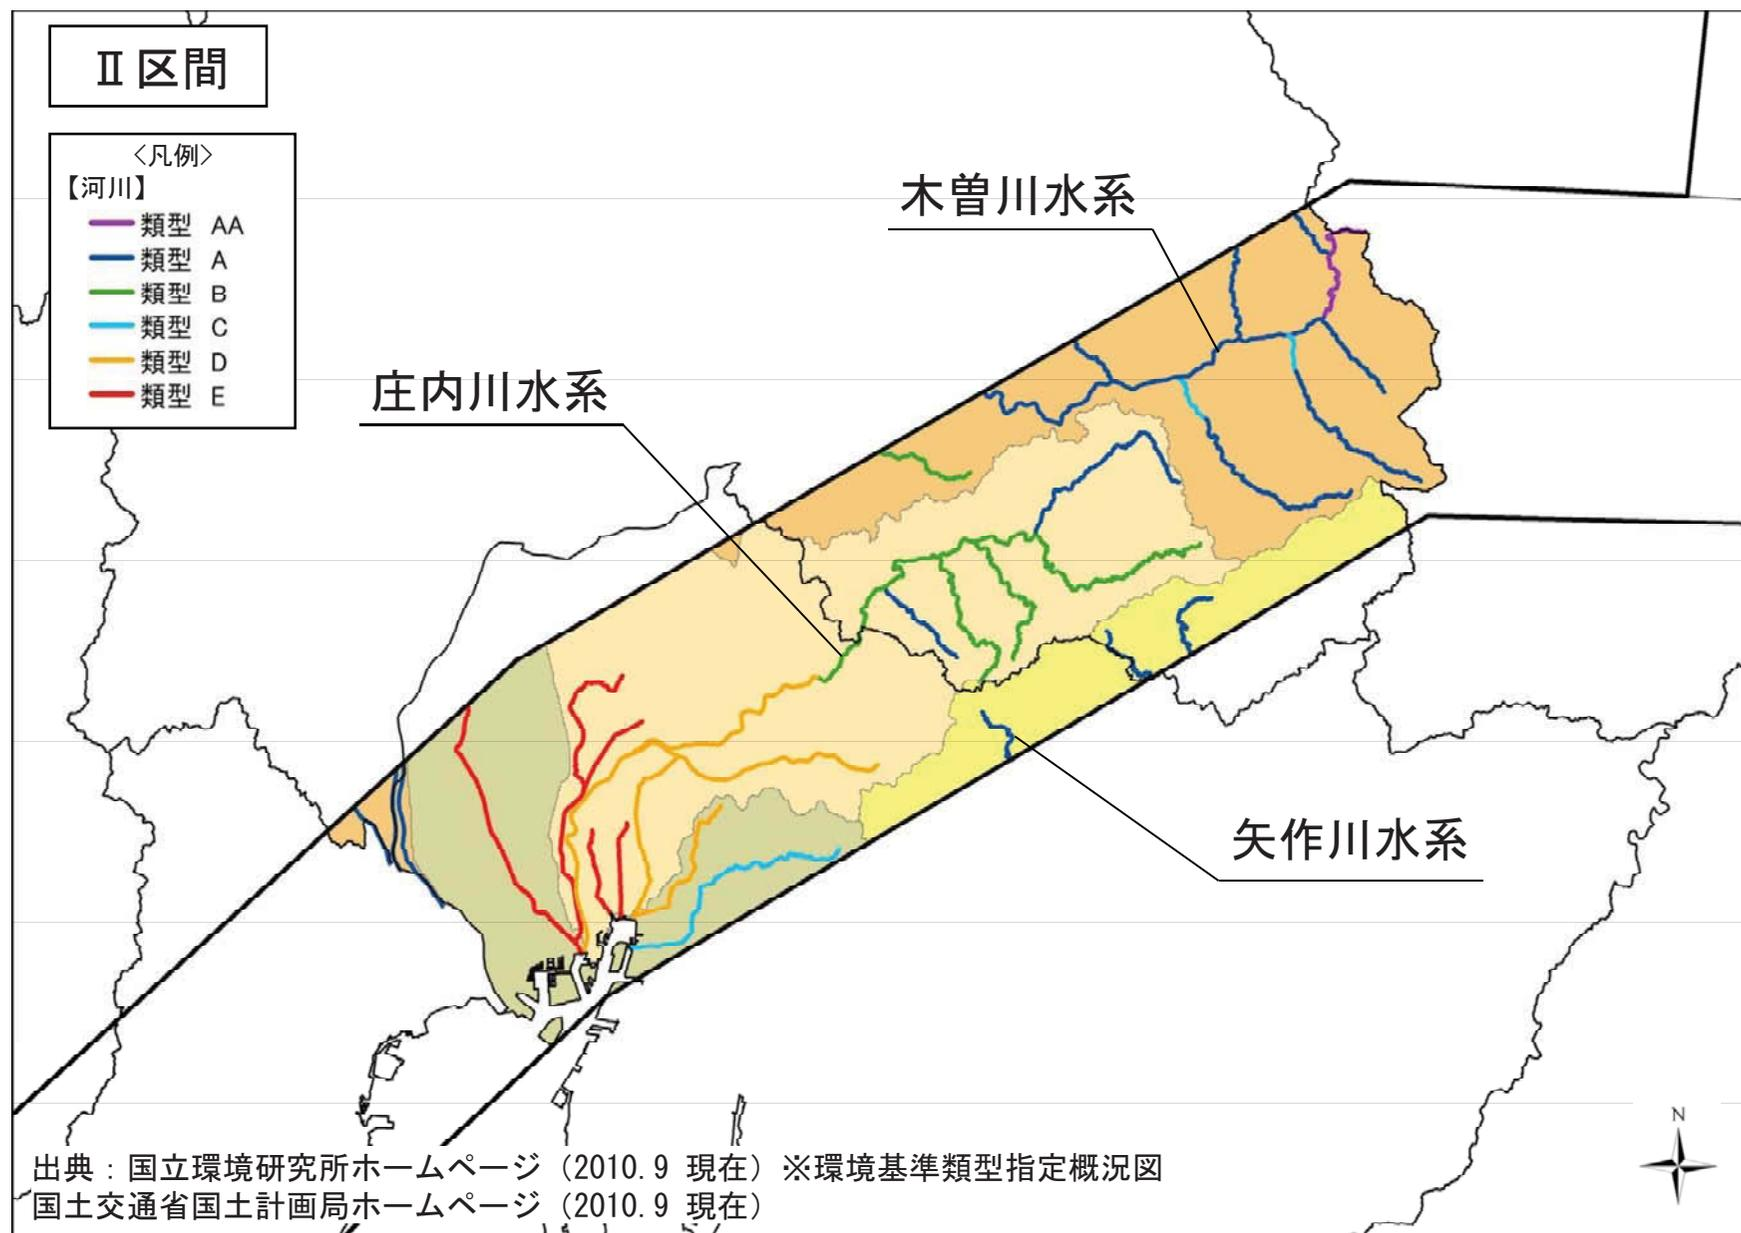 Ⅱ区間
<凡例>
【河川】
類型 AA
類型 A
類型 B
類型 C
類型 D
類型 E
木曽川水系
庄内川水系
矢作川水系
N
出典：国立環境研究所ホームページ（2010.9 現在）※環境基準類型指定概況図
国土交通省国土計画局ホームページ（2010.9 現在）